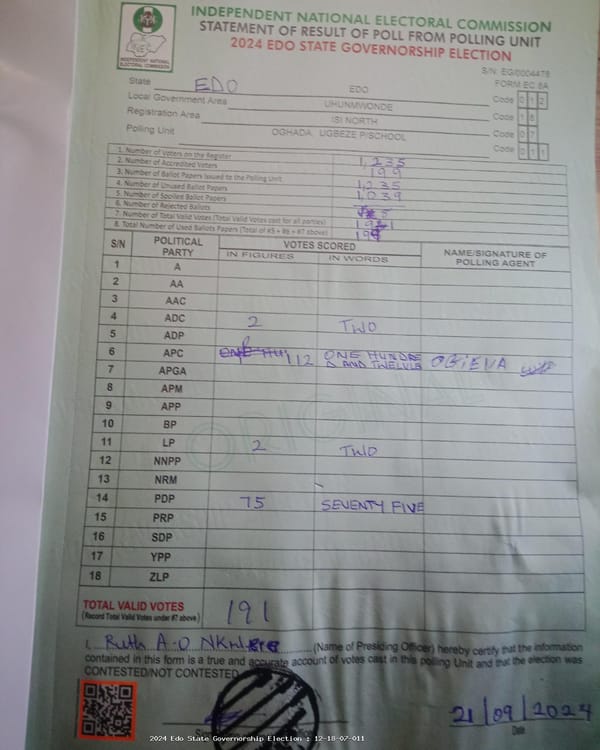 INDEPENDENT NATIONAL ELECTORAL COMMISSION
STATEMENT OF RESULT OF POLL FROM POLLING UNIT
2024 EDO STATE GOVERNORSHIP ELECTION
INEC
INDEPENDENT NATIONAL ELECTORAL COMMISSION
S/N: EG/0004478
FORM EC 8A
State EDO EDO Code 0 1 2
Local Government Area UHUNMWONDE Code 1 8
Registration Area ISI NORTH Code 0 7
Polling Unit OGHADA, UGBEZE P/SCHOOL Code 0 1 1
1. Number of Voters on the Register 1,235
2. Number of Accredited Voters 199
3. Number of Ballot Papers Issued to the Polling Unit 1,235
4. Number of Unused Ballot Papers 1,039
5. Number of Spoiled Ballot Papers
6. Number of Rejected Ballots 8
7. Number of Total Valid Votes (Total Valid Votes cast for all parties)
8. Total Number of Used Ballots Papers (Total of #5 + #6 + #7 above)
S/N POLITICAL PARTY VOTES SCORED NAME/SIGNATURE OF POLLING AGENT
IN FIGURES IN WORDS
1 A
2 AA
3 AAC
4 ADC 2 TWO
5 ADP
6 APC 112 ONE HUNDRE D AND TWELVE OBIEVA
7 APGA
8 APM
9 APP
10 BP
11 LP 2 TWO
12 NNPP
13 NRM
14 PDP 75 SEVENTY FIVE
15 PRP
16 SDP
17 YPP
18 ZLP
ORIGINAL
TOTAL VALID VOTES 191
(Record Total Valid Votes under #7 above)
I, Ruth A-O (Name of Presiding Officer) hereby certify that the information
contained in this form is a true and accurate account of votes cast in this polling Unit and that the election was
CONTESTED/NOT CONTESTED
21/09/2024
Date
2024 Edo State Governorship Election : 12-18-07-011